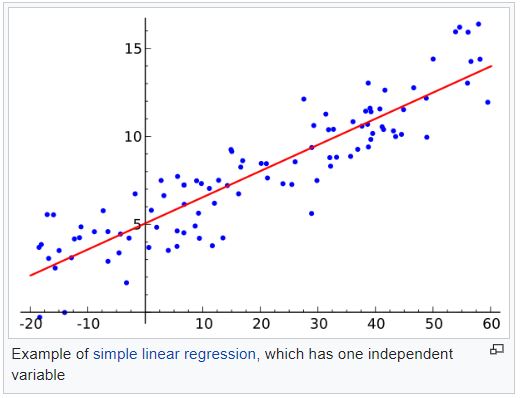 15
10
5
-20 -10 10 20 30 40 50 60
Example of simple linear regression, which has one independent
variable